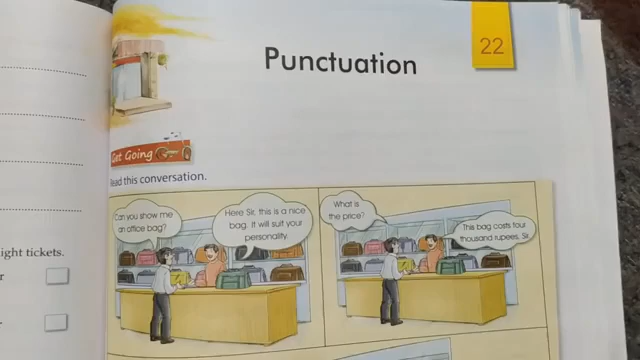 22
Punctuation
Get Going
Read this conversation.
Can you show me
an office bag?
Here Sir, this is a nice
bag. It will suit your
personality.
What is
the price?
This bag costs four
thousand rupees, Sir.
ight tickets.
r